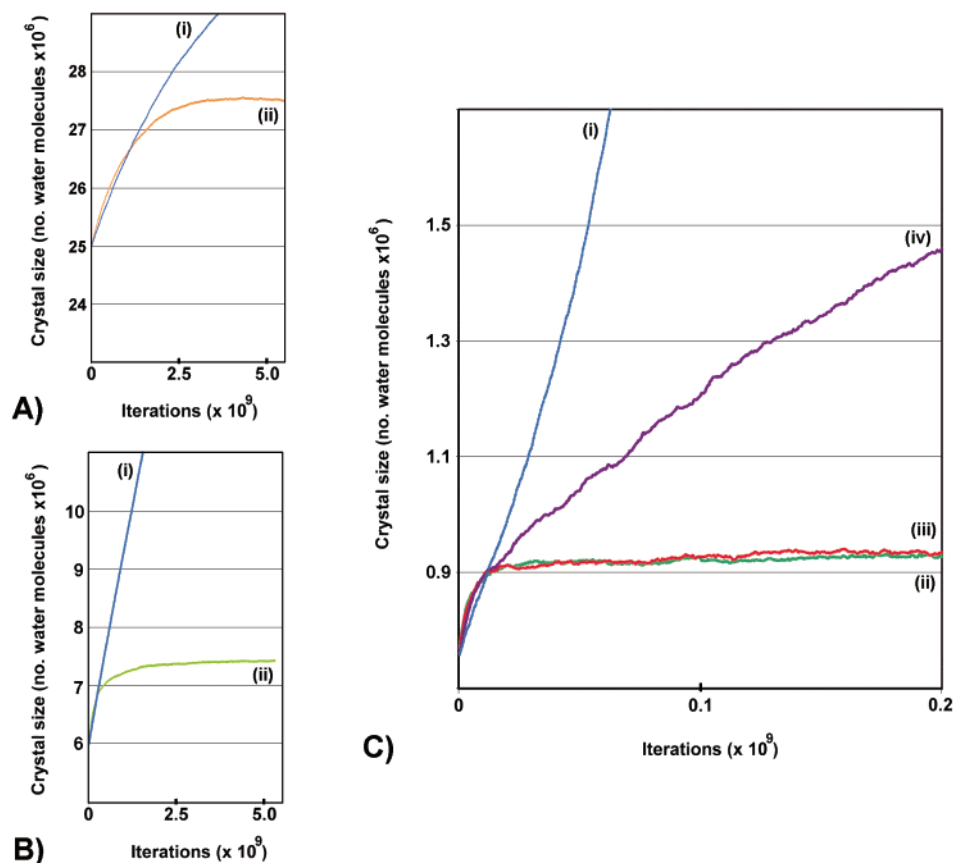 (i)
(ii)
28
27
26
25
24
0
2.5
5.0
Crystal size (no. water molecules x10⁶)
Iterations (x 10⁹)
A)
(i)
(ii)
10
9
8
7
6
0
2.5
5.0
Crystal size (no. water molecules x10⁶)
Iterations (x 10⁹)
B)
(i)
(iv)
(iii)
(ii)
1.5
1.3
1.1
0.9
0
0.1
0.2
Crystal size (no. water molecules x10⁶)
Iterations (x 10⁹)
C)